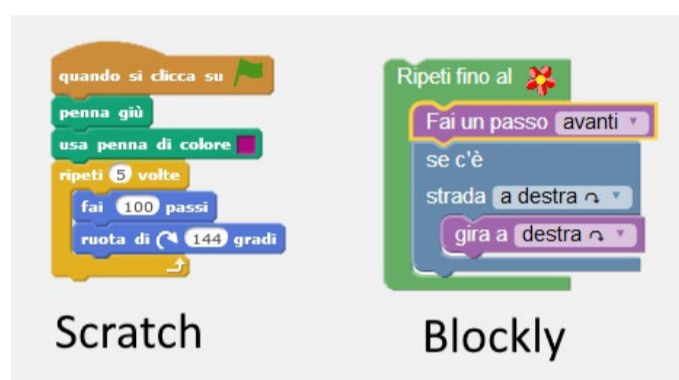 quando si clicca su
penna giù
usa penna di colore
ripeti 5 volte
fai 100 passi
ruota di 144 gradi
Scratch
Ripeti fino al
Fai un passo avanti
se c'è
strada a destra
gira a destra
Blockly